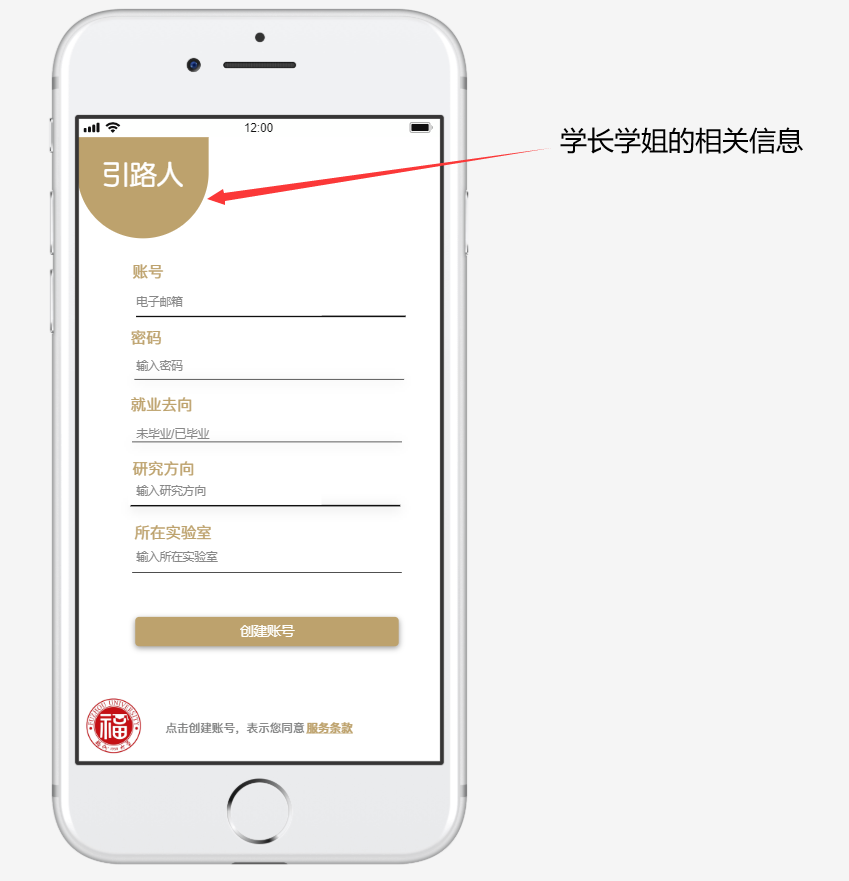 12:00
引路人
学长学姐的相关信息
账号
电子邮箱
密码
输入密码
就业去向
未毕业/已毕业
研究方向
输入研究方向
所在实验室
输入所在实验室
创建账号
FUZHOU UNIVERSITY
福
点击创建账号，表示您同意 服务条款